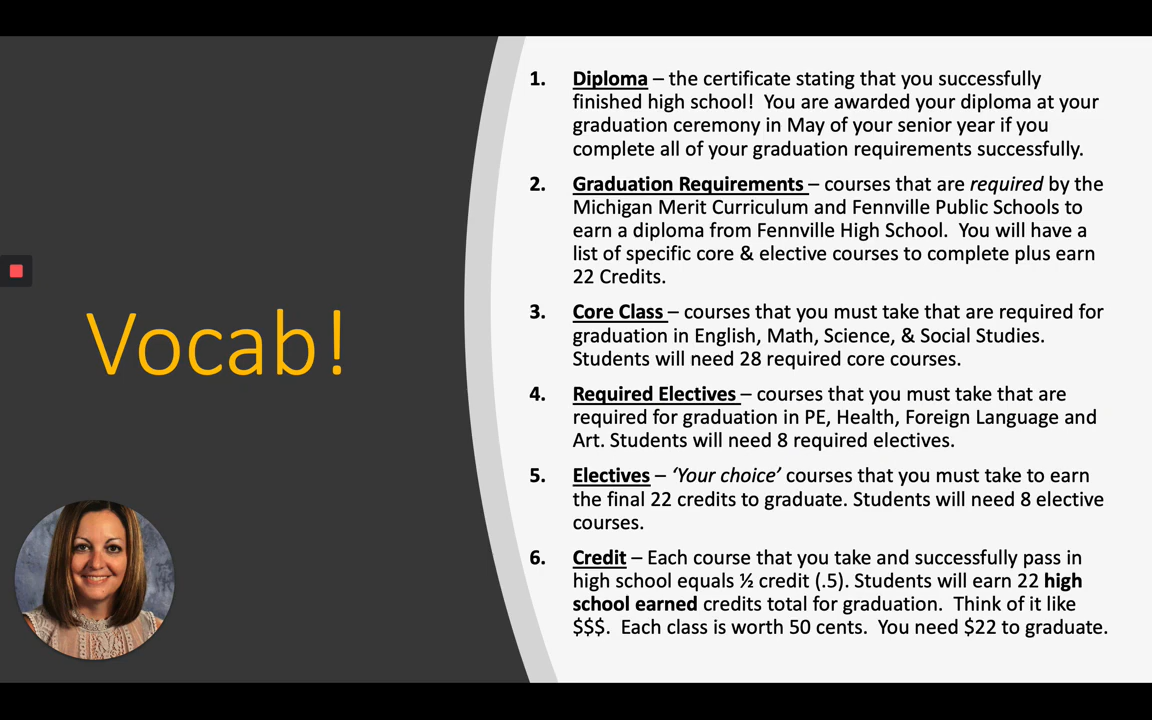 Vocab!
1. Diploma – the certificate stating that you successfully
finished high school! You are awarded your diploma at your
graduation ceremony in May of your senior year if you
complete all of your graduation requirements successfully.
2. Graduation Requirements – courses that are required by the
Michigan Merit Curriculum and Fennville Public Schools to
earn a diploma from Fennville High School. You will have a
list of specific core & elective courses to complete plus earn
22 Credits.
3. Core Class – courses that you must take that are required for
graduation in English, Math, Science, & Social Studies.
Students will need 28 required core courses.
4. Required Electives – courses that you must take that are
required for graduation in PE, Health, Foreign Language and
Art. Students will need 8 required electives.
5. Electives – ‘Your choice’ courses that you must take to earn
the final 22 credits to graduate. Students will need 8 elective
courses.
6. Credit – Each course that you take and successfully pass in
high school equals ½ credit (.5). Students will earn 22 high
school earned credits total for graduation. Think of it like
$$$. Each class is worth 50 cents. You need $22 to graduate.